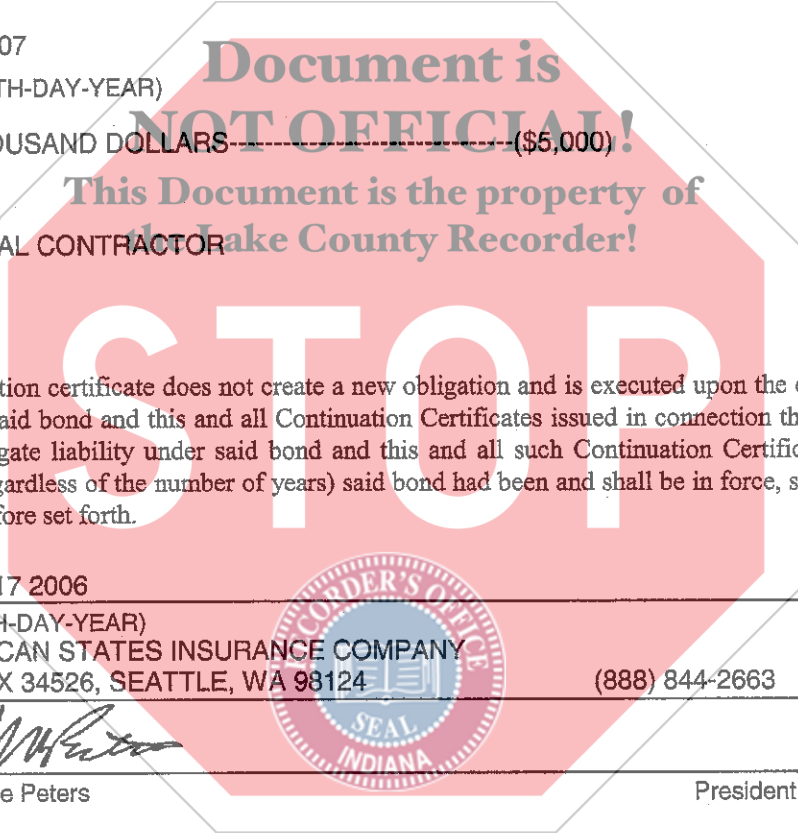 07
Document is
TH-DAY-YEAR)
NOT OFFICIAL!
OUSAND DOLLARS-----------------------------($5,000)
This Document is the property of
the Lake County Recorder!
AL CONTRACTOR
STOP
tion certificate does not create a new obligation and is executed upon the
aid bond and this and all Continuation Certificates issued in connection th
gate liability under said bond and this and all such Continuation Certific
gardless of the number of years) said bond had been and shall be in force, s
fore set forth.
17 2006
H-DAY-YEAR)
CAN STATES INSURANCE COMPANY
X 34526, SEATTLE, WA 98124 (888) 844-2663
RECORDER'S OFFICE
SEAL
INDIANA
e Peters President